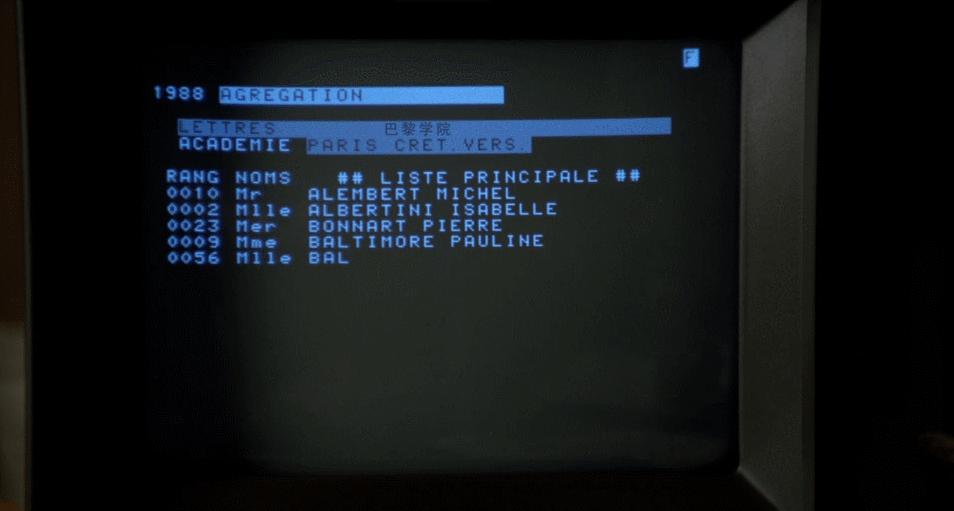 F
1988 AGREGATION
LETTRES 巴黎学院
ACADEMIE PARIS CRET.VERS.
RANG NOMS ## LISTE PRINCIPALE ##
0010 Mr ALEMBERT MICHEL
0002 Mlle ALBERTINI ISABELLE
0023 Mer BONNART PIERRE
0009 Mme BALTIMORE PAULINE
0056 Mlle BAL